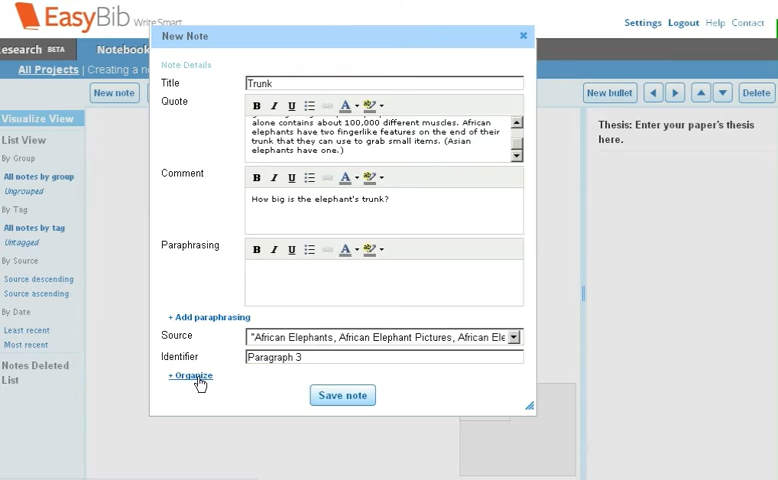 EasyBib WriteSmart
Settings Logout Help Contact
esearch BETA Notebook
All Projects | Creating a no
New Note
Note Details
Title Trunk
Quote
B I U A
alone contains about 100,000 different muscles. African
elephants have two fingerlike features on the end of their
trunk that they can use to grab small items. (Asian
elephants have one.)
Comment
B I U A
How big is the elephant's trunk?
Paraphrasing
B I U A
+ Add paraphrasing
Source "African Elephants, African Elephant Pictures, African Ele
Identifier Paragraph 3
+ Organize
Save note
New note
New bullet
Delete
Visualize View
List View
By Group
All notes by group
Ungrouped
By Tag
All notes by tag
Untagged
By Source
Source descending
Source ascending
By Date
Least recent
Most recent
Notes Deleted
List
Thesis: Enter your paper's thesis
here.